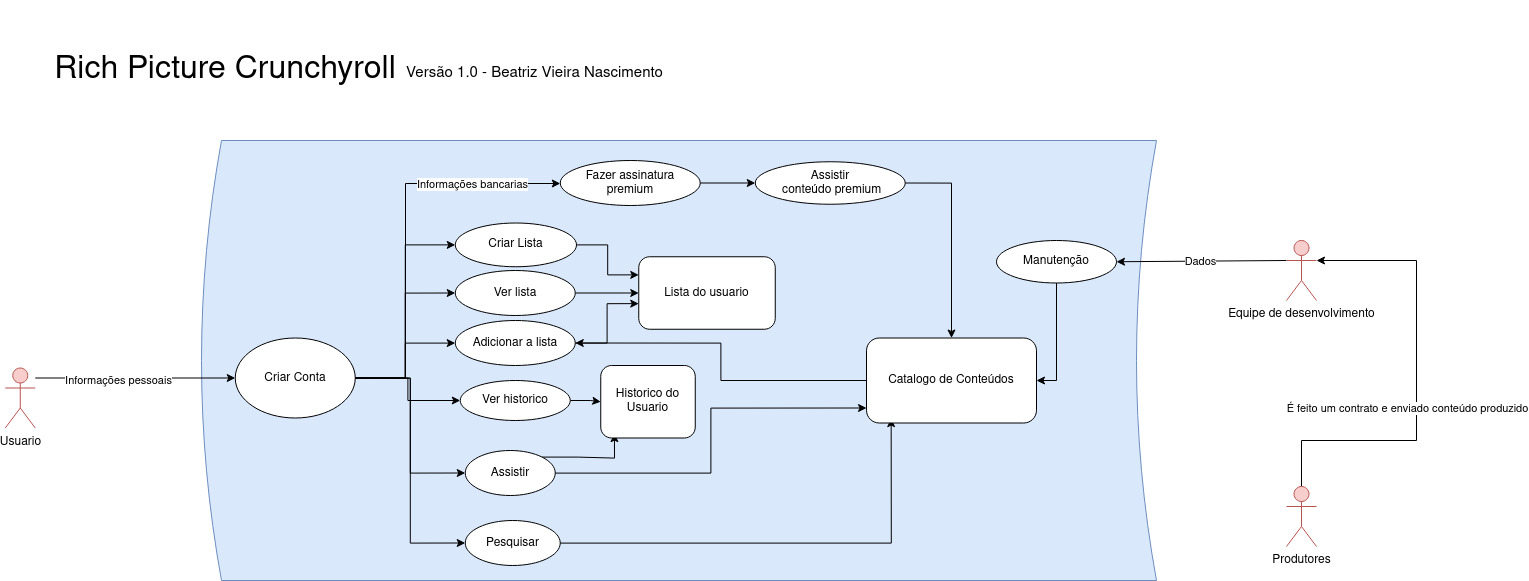 Rich Picture Crunchyroll Versão 1.0 - Beatriz Vieira Nascimento
Informações bancarias
Fazer assinatura
premium
Assistir
conteúdo premium
Criar Lista
Ver lista
Lista do usuario
Adicionar a lista
Manutenção
Dados
Equipe de desenvolvimento
Informações pessoais
Usuario
Criar Conta
Catalogo de Conteúdos
Ver historico
Historico do
Usuario
É feito um contrato e enviado conteúdo produzido
Assistir
Pesquisar
Produtores